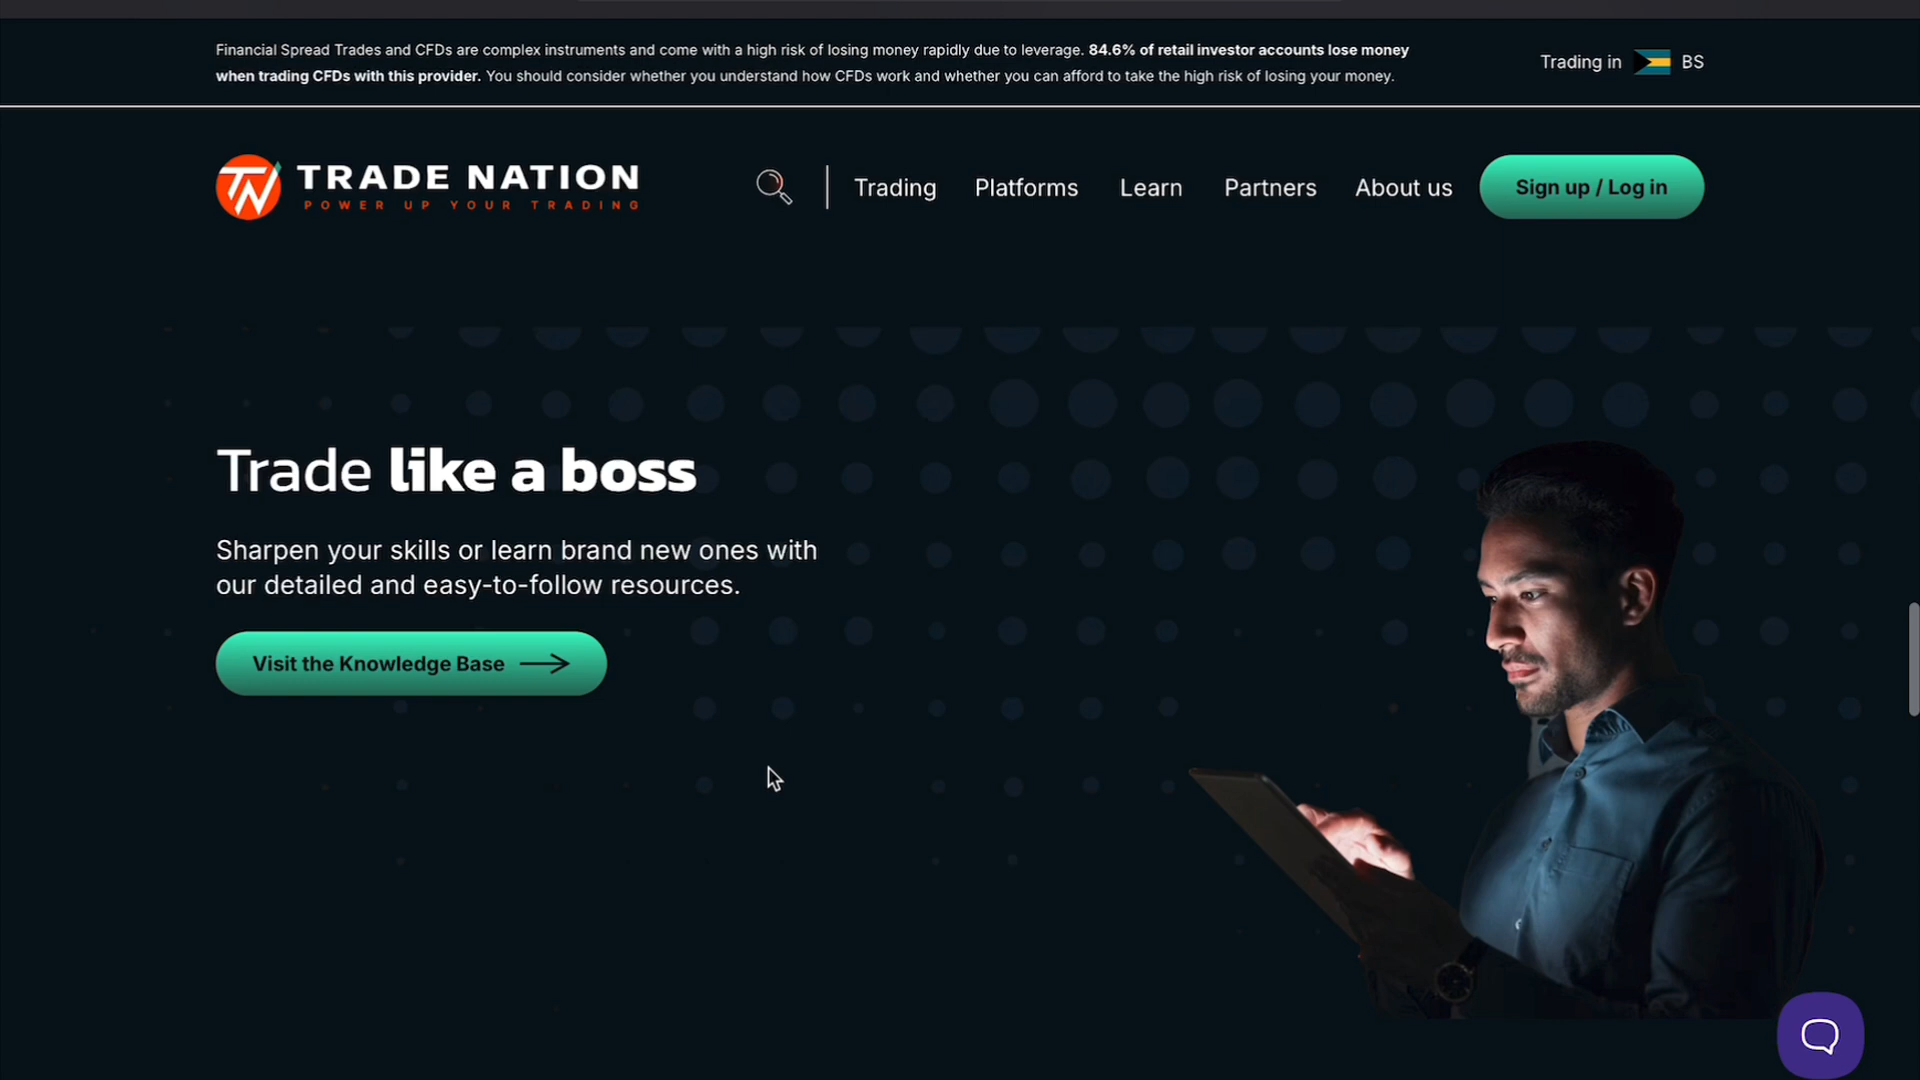 Financial Spread Trades and CFDs are complex instruments and come with a high risk of losing money rapidly due to leverage. 84.6% of retail investor accounts lose money
when trading CFDs with this provider. You should consider whether you understand how CFDs work and whether you can afford to take the high risk of losing your money.
Trading in BS
TRADE NATION
POWER UP YOUR TRADING
Trading Platforms Learn Partners About us Sign up / Log in
Trade like a boss
Sharpen your skills or learn brand new ones with
our detailed and easy-to-follow resources.
Visit the Knowledge Base